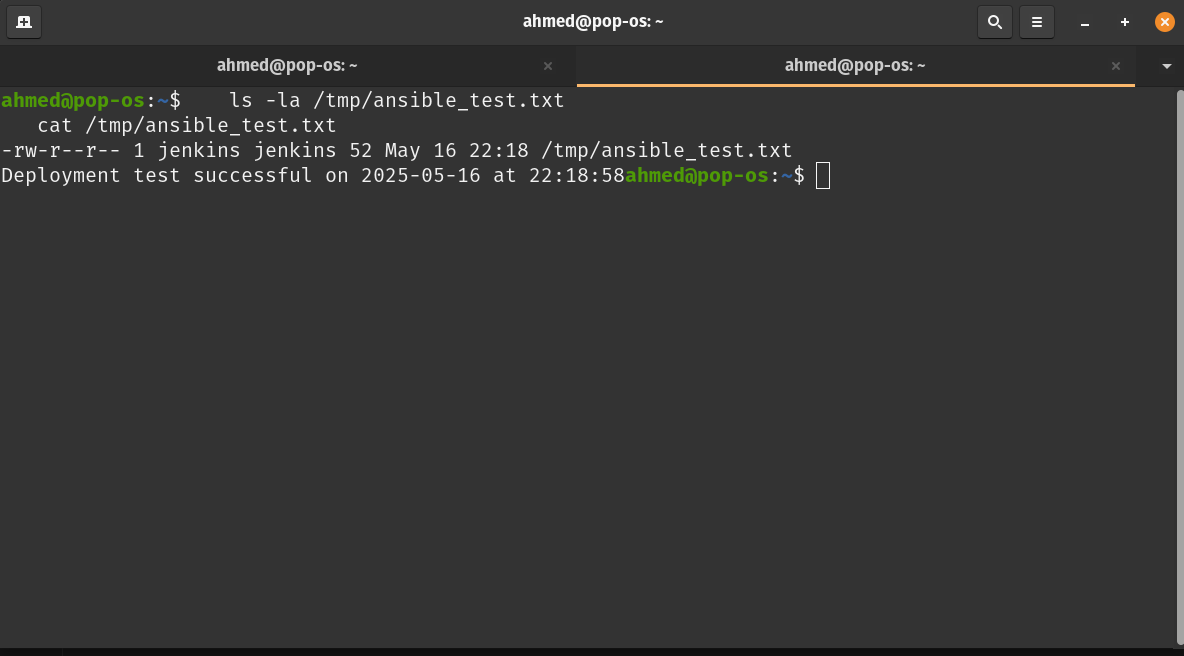 ahmed@pop-os: ~
ahmed@pop-os: ~
ahmed@pop-os: ~
ahmed@pop-os:~$    ls -la /tmp/ansible_test.txt
   cat /tmp/ansible_test.txt
-rw-r--r-- 1 jenkins jenkins 52 May 16 22:18 /tmp/ansible_test.txt
Deployment test successful on 2025-05-16 at 22:18:58ahmed@pop-os:~$